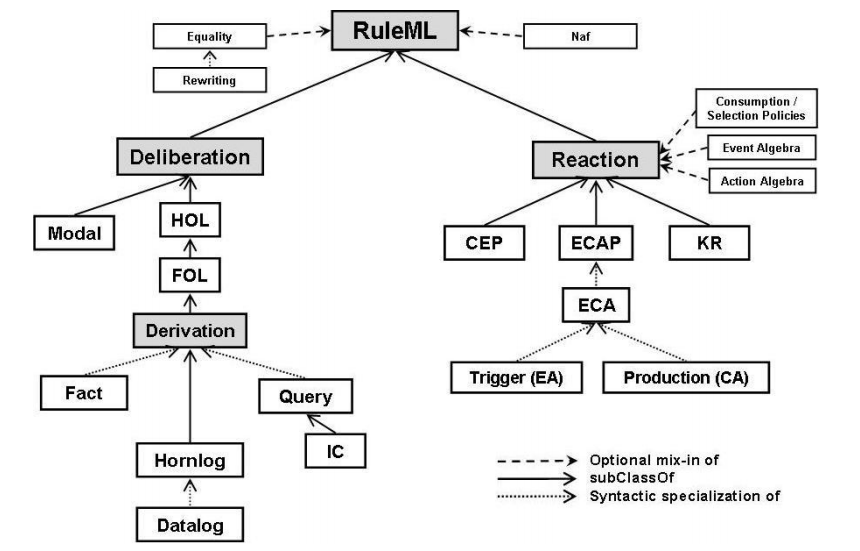 RuleML
Equality
Naf
Rewriting
Consumption /
Selection Policies
Event Algebra
Action Algebra
Deliberation
Reaction
Modal
HOL
CEP
ECAP
KR
FOL
ECA
Derivation
Fact
Query
Trigger (EA)
Production (CA)
IC
Hornlog
Datalog
Optional mix-in of
subClassOf
Syntactic specialization of